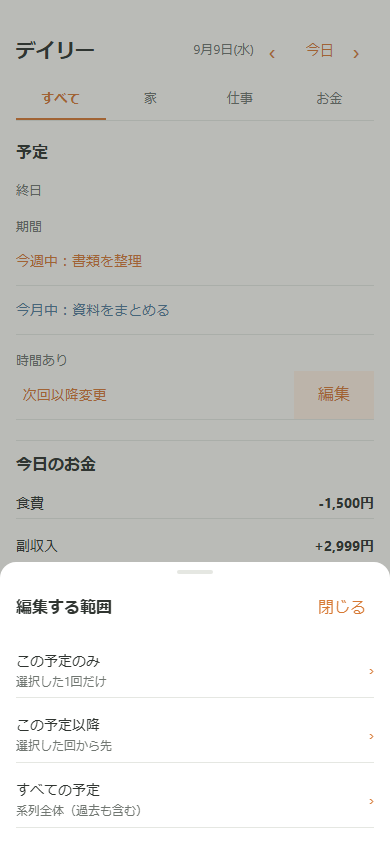 デイリー 9月9日(水) ‹ 今日 ›
すべて 家 仕事 お金
予定
終日
期間
今週中：書類を整理
今月中：資料をまとめる
時間あり
次回以降変更 編集
今日のお金
食費 -1,500円
副収入 +2,999円
編集する範囲 閉じる
この予定のみ
選択した1回だけ ›
この予定以降
選択した回から先 ›
すべての予定
系列全体（過去も含む） ›